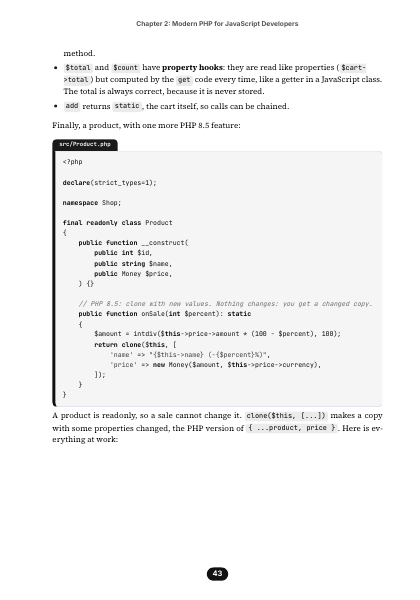 Chapter 2: Modern PHP for JavaScript Developers
method.
• $total and $count have property hooks: they are read like properties ( $cart-
>total ) but computed by the get code every time, like a getter in a JavaScript class.
The total is always correct, because it is never stored.
• add returns static, the cart itself, so calls can be chained.
Finally, a product, with one more PHP 8.5 feature:
src/Product.php
<?php
declare(strict_types=1);
namespace Shop;
final readonly class Product
{
    public function __construct(
        public int $id,
        public string $name,
        public Money $price,
    ) {}
    // PHP 8.5: clone with new values. Nothing changes: you get a changed copy.
    public function onSale(int $percent): static
    {
        $amount = intdiv($this->price->amount * (100 - $percent), 100);
        return clone($this, [
            'name' => "{$this->name} (-{$percent}%)",
            'price' => new Money($amount, $this->price->currency),
        ]);
    }
}
A product is readonly, so a sale cannot change it. clone($this, [...]) makes a copy
with some properties changed, the PHP version of { ...product, price } . Here is ev-
erything at work:
43